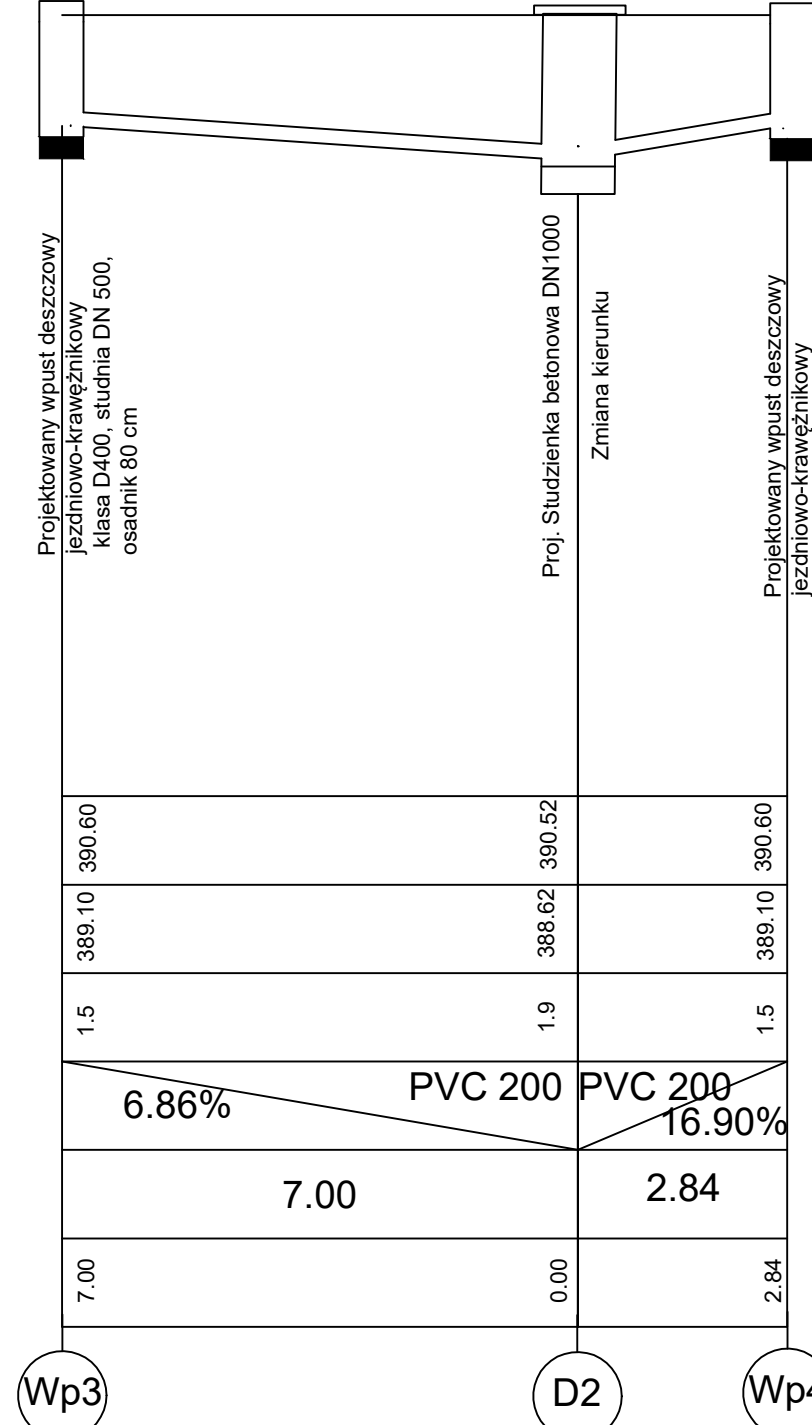 Projektowany wpust deszczowy
jezdniowo-krawężnikowy
klasa D400, studnia DN 500,
osadnik 80 cm
Proj. Studzienka betonowa DN1000
Zmiana kierunku
Projektowany wpust deszczowy
jezdniowo-krawężnikowy
390.60 390.52 390.60
389.10 388.62 389.10
1.5 1.9 1.5
6.86% PVC 200 PVC 200 16.90%
7.00 2.84
7.00 0.00 2.84
Wp3 D2 Wp4